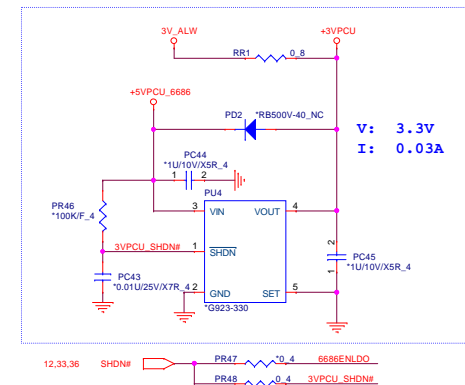 3V_ALW
+3VPCU
RR1 0_8
+5VPCU_6686
PD2 *RB500V-40_NC
V: 3.3V
I: 0.03A
PC44
*1U/10V/X5R_4
1 2
PU4
PR46
*100K/F_4
3 VIN VOUT 4
3VPCU_SHDN# 1 SHDN
2
PC45
*1U/10V/X5R_4
1
PC43
*0.01U/25V/X7R_4
2 GND SET 5
*G923-330
12,33,36 SHDN# PR47 *0_4 6686ENLDO
PR48 0_4 3VPCU_SHDN#